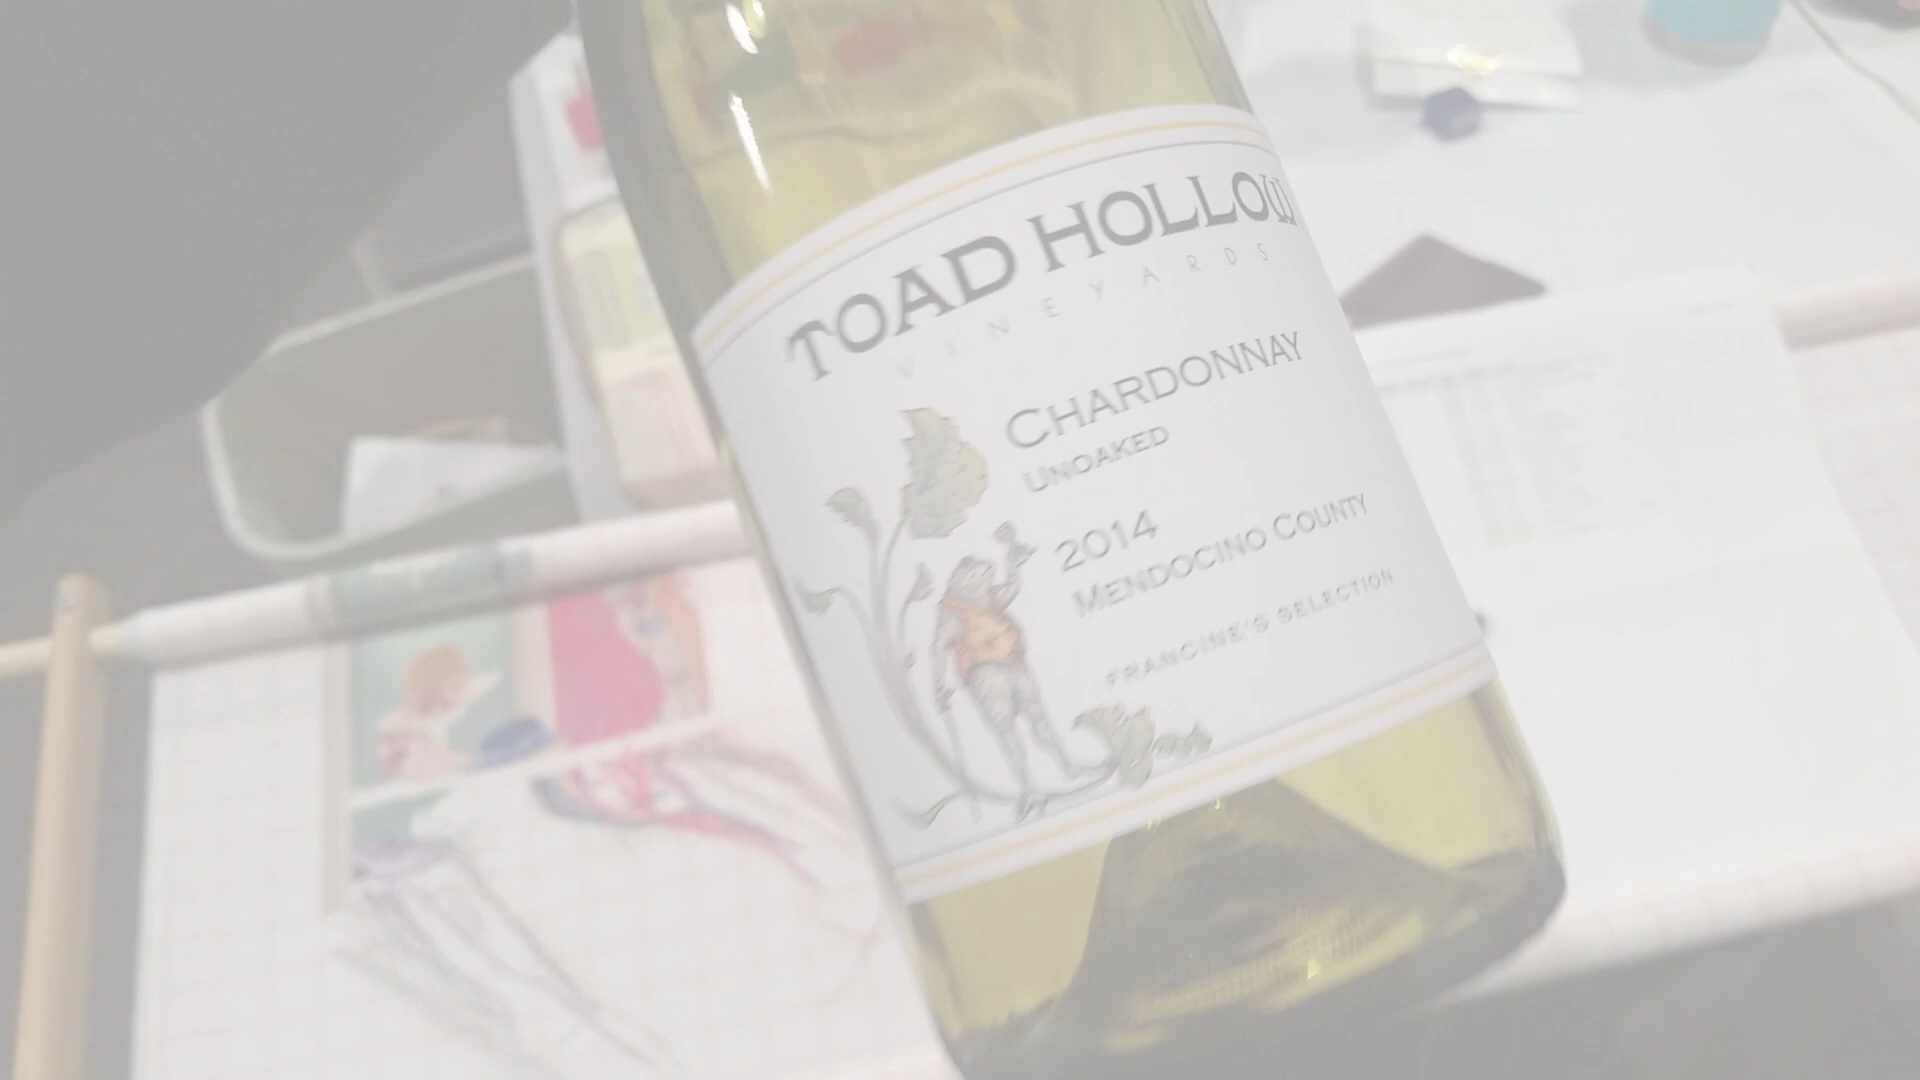 TOAD HOLLOW
VINEYARDS
CHARDONNAY
UNOAKED
2014
MENDOCINO COUNTY
FRANCINE'S SELECTION